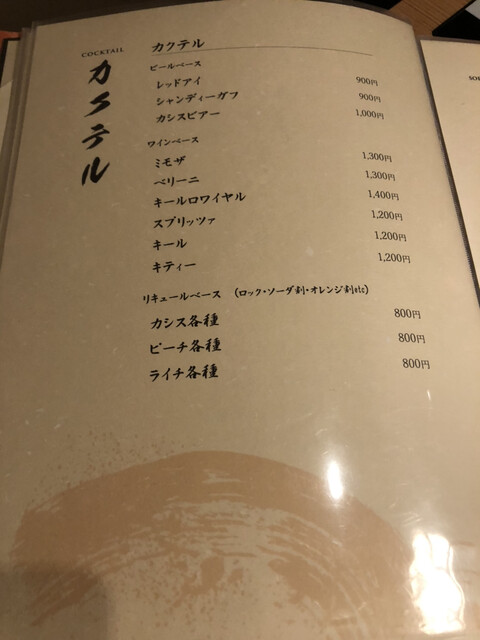 COCKTAIL
カクテル
カクテル
ビールベース
レッドアイ 900円
シャンディーガフ 900円
カシスビアー 1,000円
ワインベース
ミモザ 1,300円
ベリーニ 1,300円
キールロワイヤル 1,400円
スプリッツァ 1,200円
キール 1,200円
キティー 1,200円
リキュールベース (ロック・ソーダ割・オレンジ割etc)
カシス各種 800円
ピーチ各種 800円
ライチ各種 800円